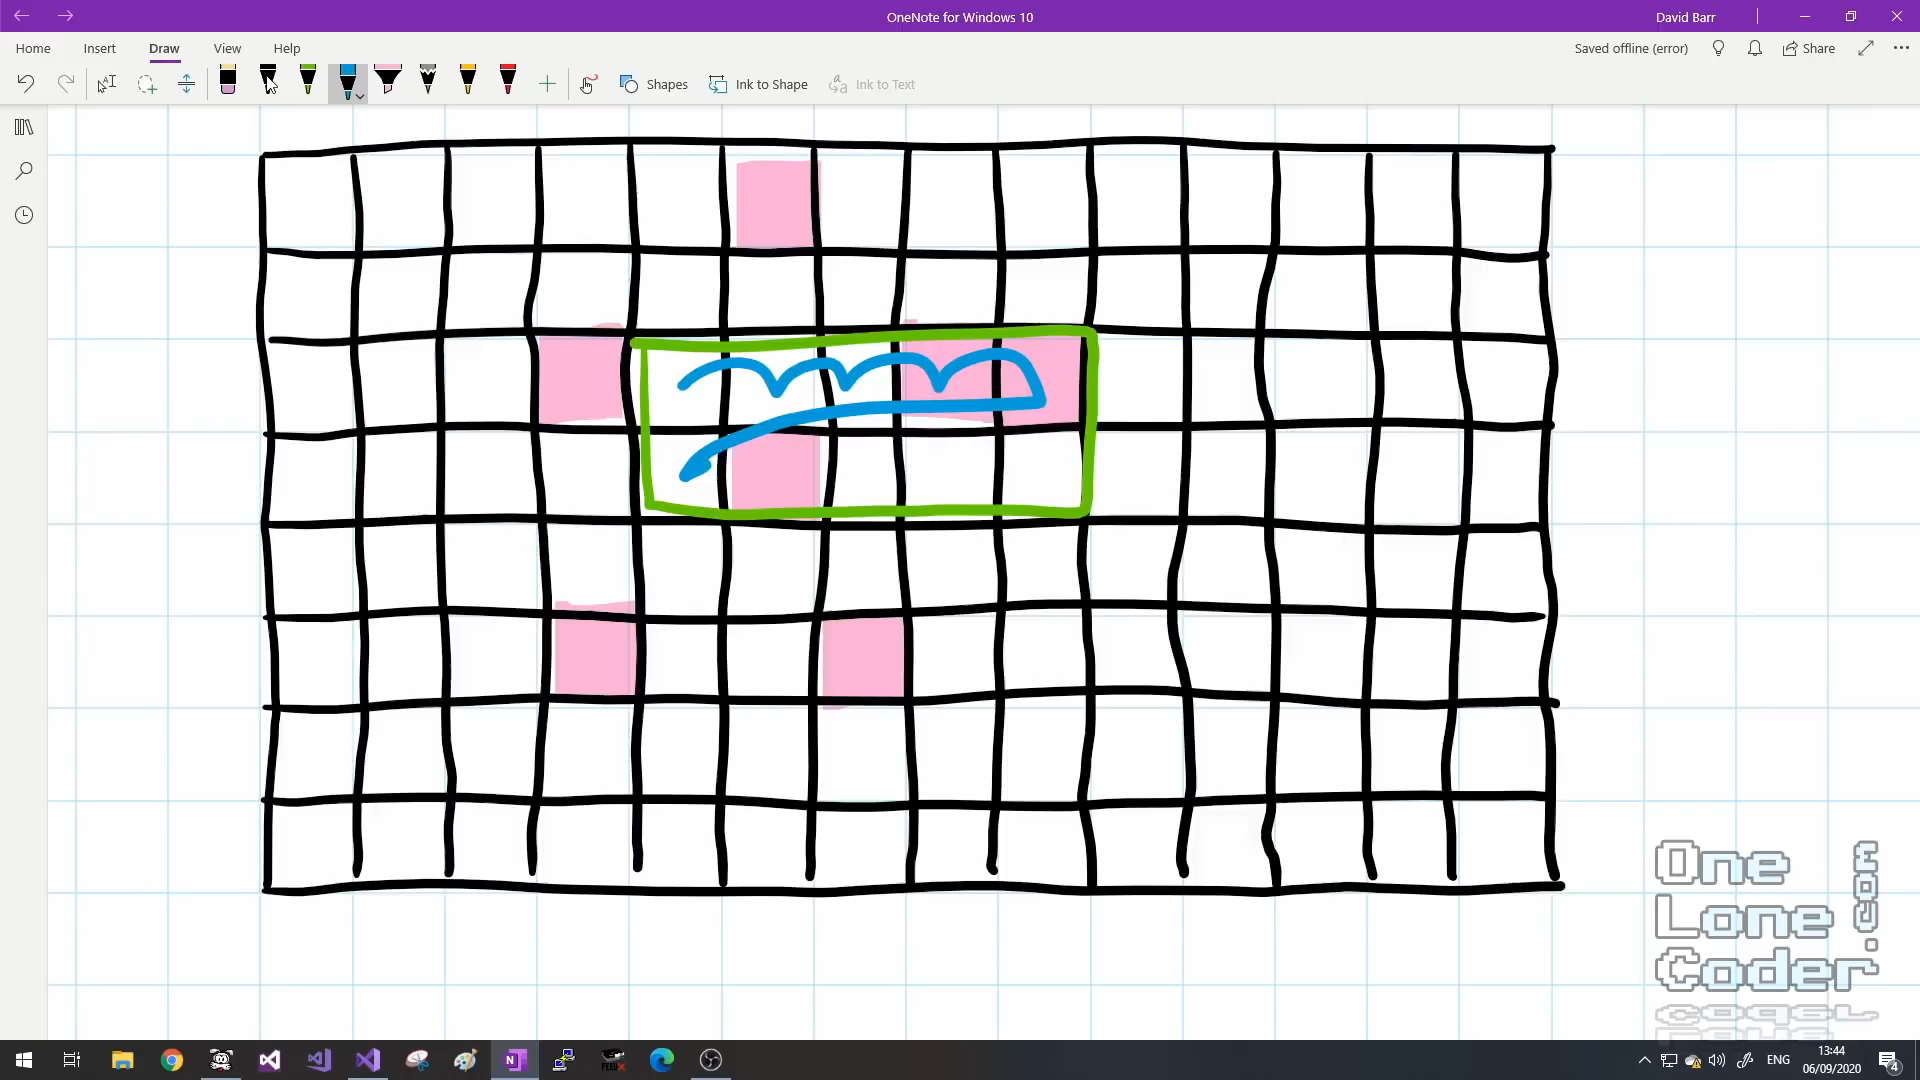 OneNote for Windows 10
David Barr
Home Insert Draw View Help
Saved offline (error)
Share
Shapes
Ink to Shape
Ink to Text
One
Lone
Coder
.com
ENG
13:44
06/09/2020
4